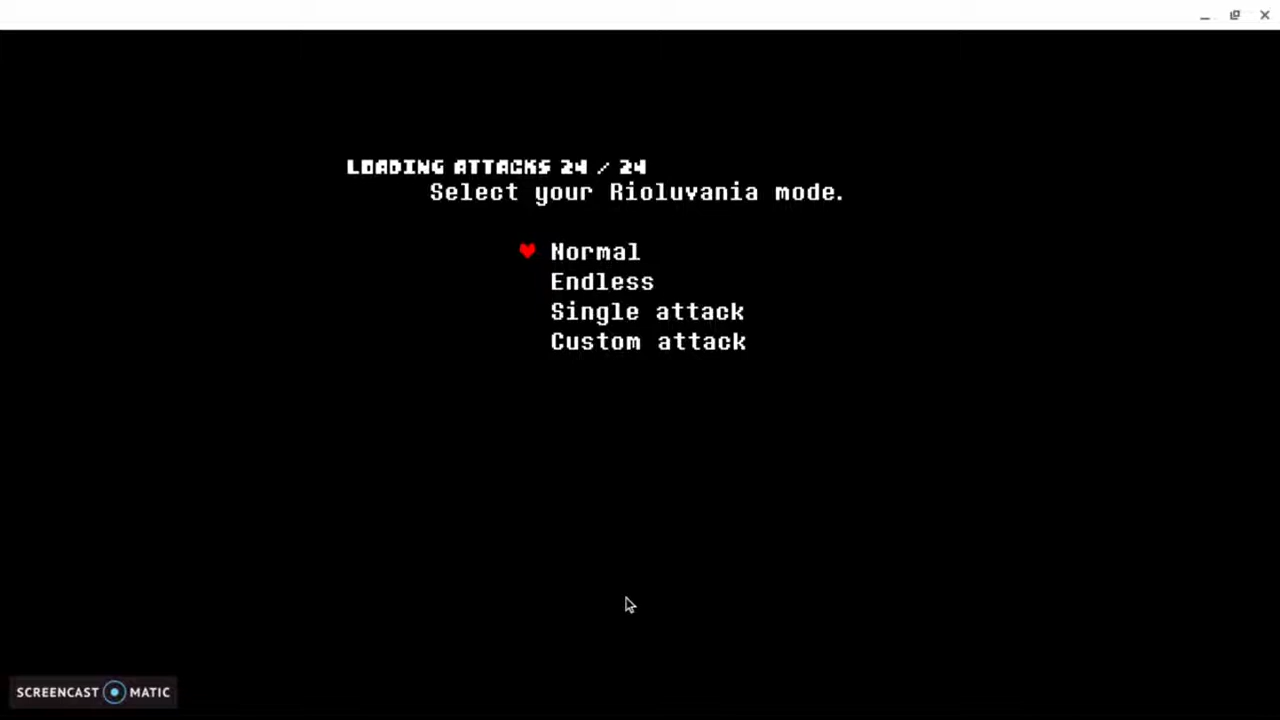 LOADING ATTACKS 24 / 24
Select your Rioluvania mode.
Normal
Endless
Single attack
Custom attack
SCREENCAST MATIC